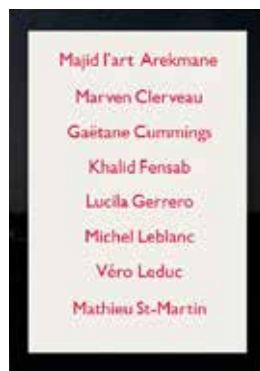 Majid l'art Arekmane
Marven Clerveau
Gaëtane Cummings
Khalid Fensab
Lucila Gerrero
Michel Leblanc
Véro Leduc
Mathieu St-Martin